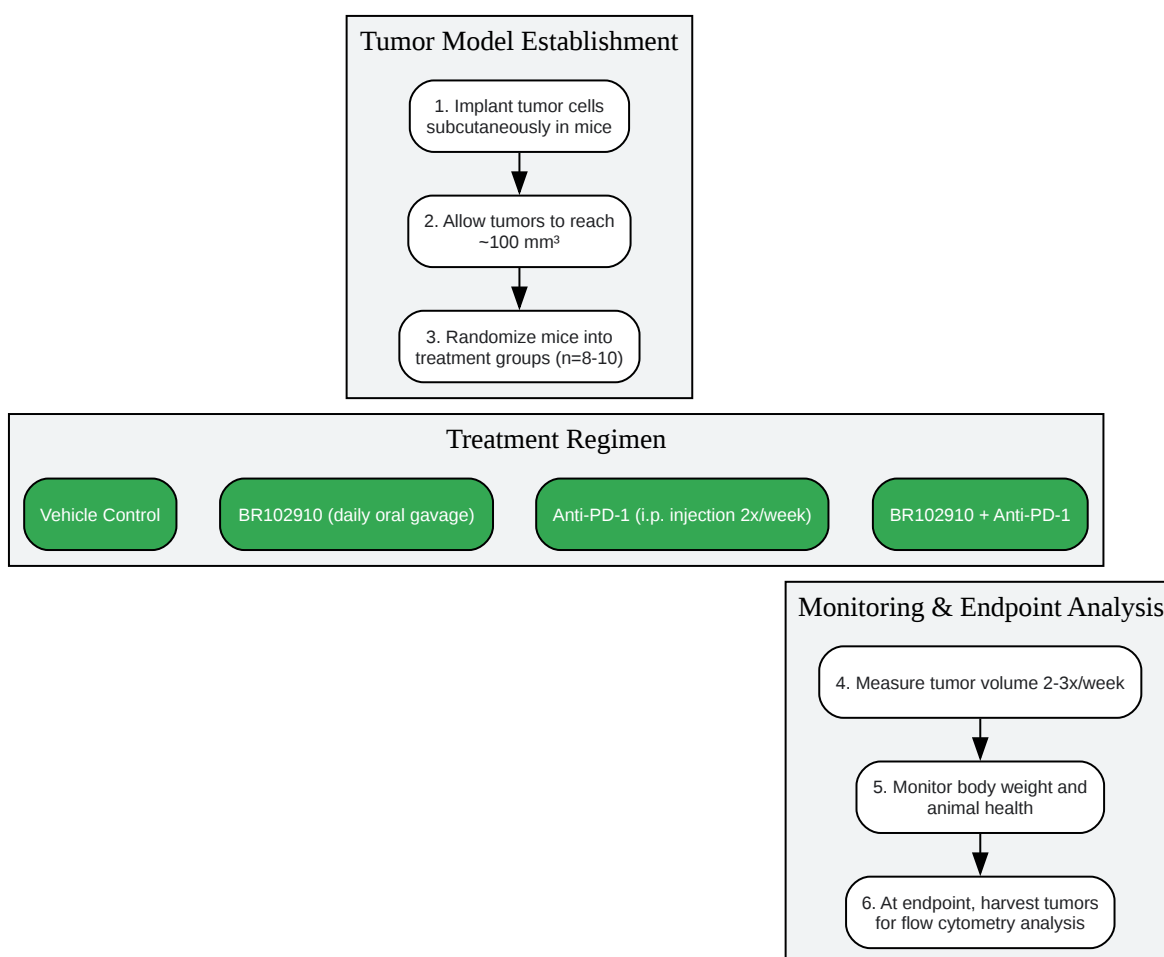 Tumor Model Establishment
1. Implant tumor cells
subcutaneously in mice
2. Allow tumors to reach
~100 mm³
3. Randomize mice into
treatment groups (n=8-10)
Treatment Regimen
Vehicle Control
BR102910 (daily oral gavage)
Anti-PD-1 (i.p. injection 2x/week)
BR102910 + Anti-PD-1
Monitoring & Endpoint Analysis
4. Measure tumor volume 2-3x/week
5. Monitor body weight and
animal health
6. At endpoint, harvest tumors
for flow cytometry analysis